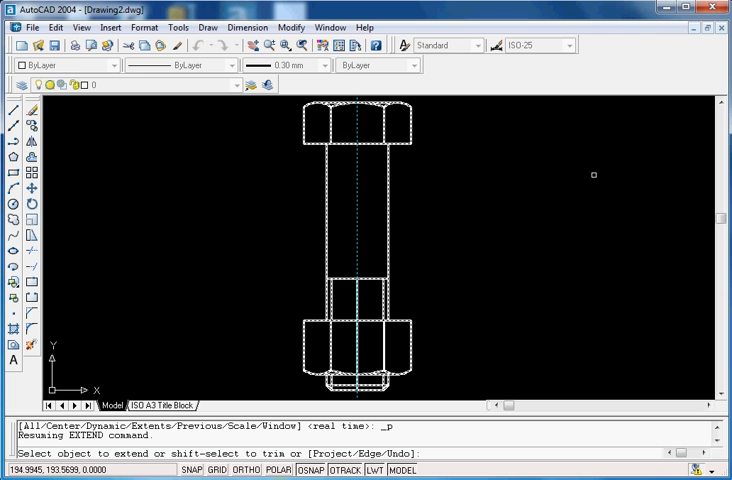 AutoCAD 2004 - [Drawing2.dwg]
File Edit View Insert Format Tools Draw Dimension Modify Window Help
Standard ISO-25
ByLayer ByLayer 0.30 mm ByLayer
0
Y
X
A
Model ISO A3 Title Block
[All/Center/Dynamic/Extents/Previous/Scale/Window] <real time>: _p
Resuming EXTEND command.
Select object to extend or shift-select to trim or [Project/Edge/Undo]:
194.9945, 193.5699, 0.0000 SNAP GRID ORTHO POLAR OSNAP OTRACK LWT MODEL